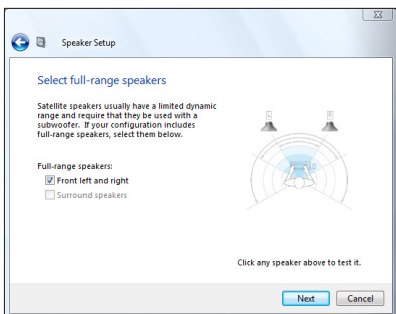 Speaker Setup
Select full-range speakers
Satellite speakers usually have a limited dynamic
range and require that they be used with a
subwoofer. If your configuration includes
full-range speakers, select them below.
Full-range speakers:
Front left and right
Surround speakers
Click any speaker above to test it.
Next
Cancel